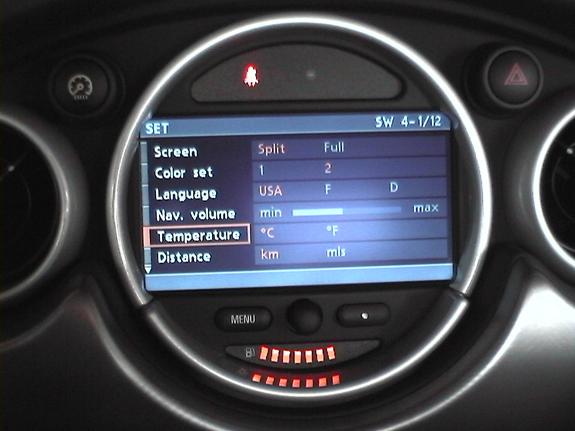 SET SW 4-1/12
Screen Split Full
Color set 1 2
Language USA F D
Nav. volume min max
Temperature °C °F
Distance km mls
MENU